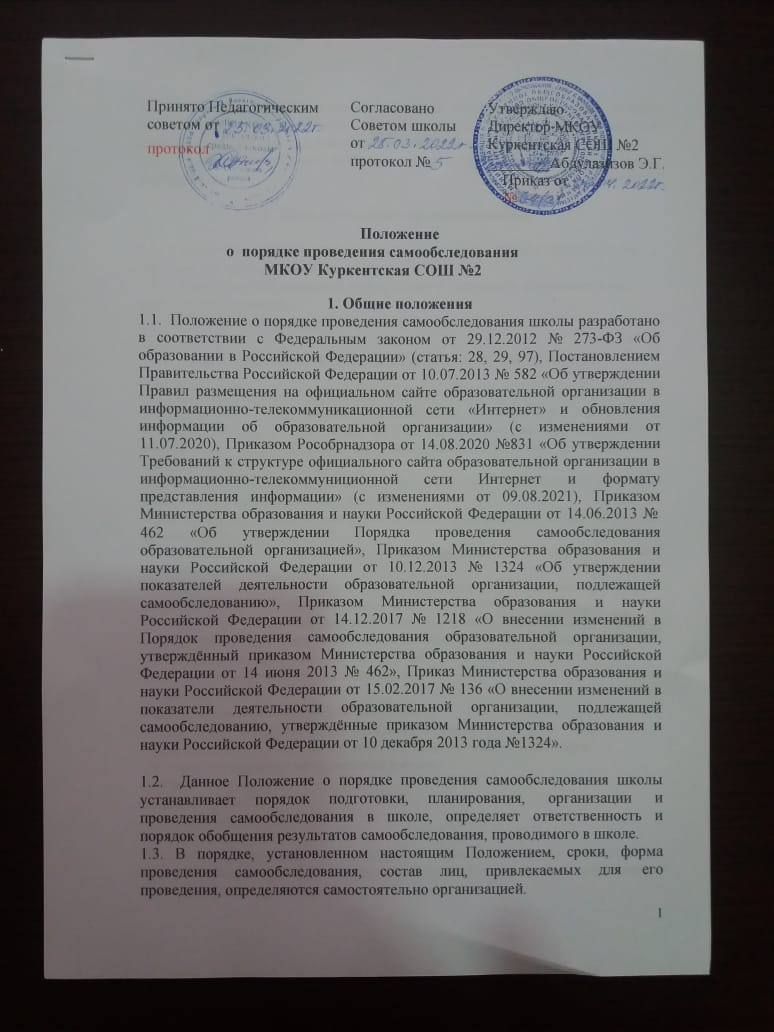 Принято Педагогическим
советом от 25.03.2022г.
протокол
Согласовано
Советом школы
от 25.03.2022г.
протокол № 5
Утверждаю
Директор МКОУ
Куркентская СОШ №2
Абдулазизов Э.Г.
Приказ от 2022г.
№
Положение
о порядке проведения самообследования
МКОУ Куркентская СОШ №2
1. Общие положения
1.1. Положение о порядке проведения самообследования школы разработано
в соответствии с Федеральным законом от 29.12.2012 № 273-ФЗ «Об
образовании в Российской Федерации» (статья: 28, 29, 97), Постановлением
Правительства Российской Федерации от 10.07.2013 № 582 «Об утверждении
Правил размещения на официальном сайте образовательной организации в
информационно-телекоммуникационной сети «Интернет» и обновления
информации об образовательной организации» (с изменениями от
11.07.2020), Приказом Рособрнадзора от 14.08.2020 №831 «Об утверждении
Требований к структуре официального сайта образовательной организации в
информационно-телекоммуниционной сети Интернет и формату
представления информации» (с изменениями от 09.08.2021), Приказом
Министерства образования и науки Российской Федерации от 14.06.2013 №
462 «Об утверждении Порядка проведения самообследования
образовательной организацией», Приказом Министерства образования и
науки Российской Федерации от 10.12.2013 № 1324 «Об утверждении
показателей деятельности образовательной организации, подлежащей
самообследованию», Приказом Министерства образования и науки
Российской Федерации от 14.12.2017 № 1218 «О внесении изменений в
Порядок проведения самообследования образовательной организации,
утверждённый приказом Министерства образования и науки Российской
Федерации от 14 июня 2013 № 462», Приказ Министерства образования и
науки Российской Федерации от 15.02.2017 № 136 «О внесении изменений в
показатели деятельности образовательной организации, подлежащей
самообследованию, утверждённые приказом Министерства образования и
науки Российской Федерации от 10 декабря 2013 года №1324».
1.2. Данное Положение о порядке проведения самообследования школы
устанавливает порядок подготовки, планирования, организации и
проведения самообследования в школе, определяет ответственность и
порядок обобщения результатов самообследования, проводимого в школе.
1.3. В порядке, установленном настоящим Положением, сроки, форма
проведения самообследования, состав лиц, привлекаемых для его
проведения, определяются самостоятельно организацией.
1